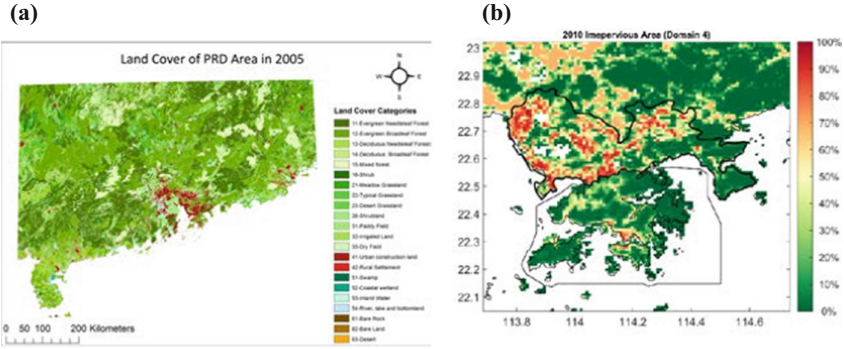 (a)
Land Cover of PRD Area in 2005
N
W E
S
Land Cover Categories
11-Evergreen Needleleaf Forest
12-Evergreen Broadleaf Forest
13-Deciduous Needleleaf Forest
14-Deciduous Broadleaf Forest
15-Mixed forest
16-Shrub
21-Meadow Grassland
22-Typical Grassland
23-Desert Grassland
31-Paddy Field
32-Irrigated Land
33-Dry Field
41-Urban construction land
42-Rural Settlement
51-Swamp
52-Coastal wetland
53-Inland Water
54-River, lake and bottomland
61-Bare Rock
62-Bare Land
63-Desert
0 50 100 200 Kilometers
(b)
2010 Imepervious Area (Domain 4)
23
22.9
22.8
22.7
22.6
22.5
22.4
22.3
22.2
22.1
113.8 114 114.2 114.4 114.6
100%
90%
80%
70%
60%
50%
40%
30%
20%
10%
0%